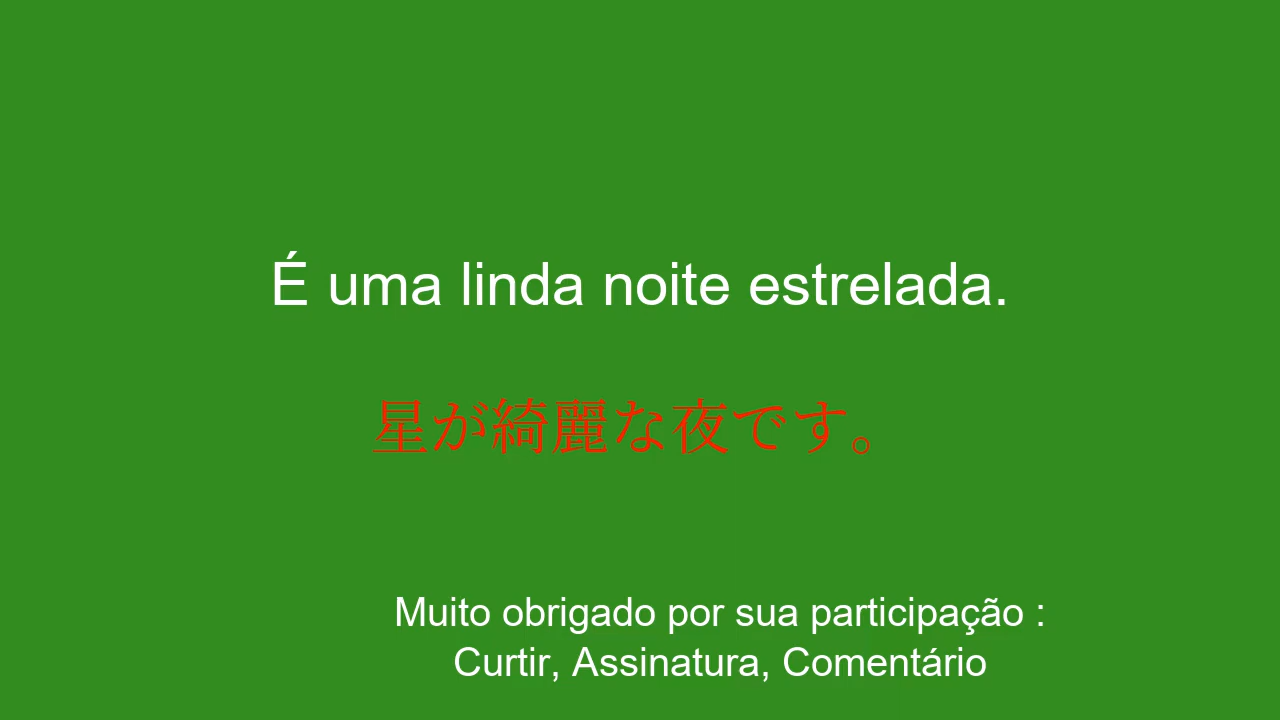 É uma linda noite estrelada.
星が綺麗な夜です。
Muito obrigado por sua participação :
Curtir, Assinatura, Comentário